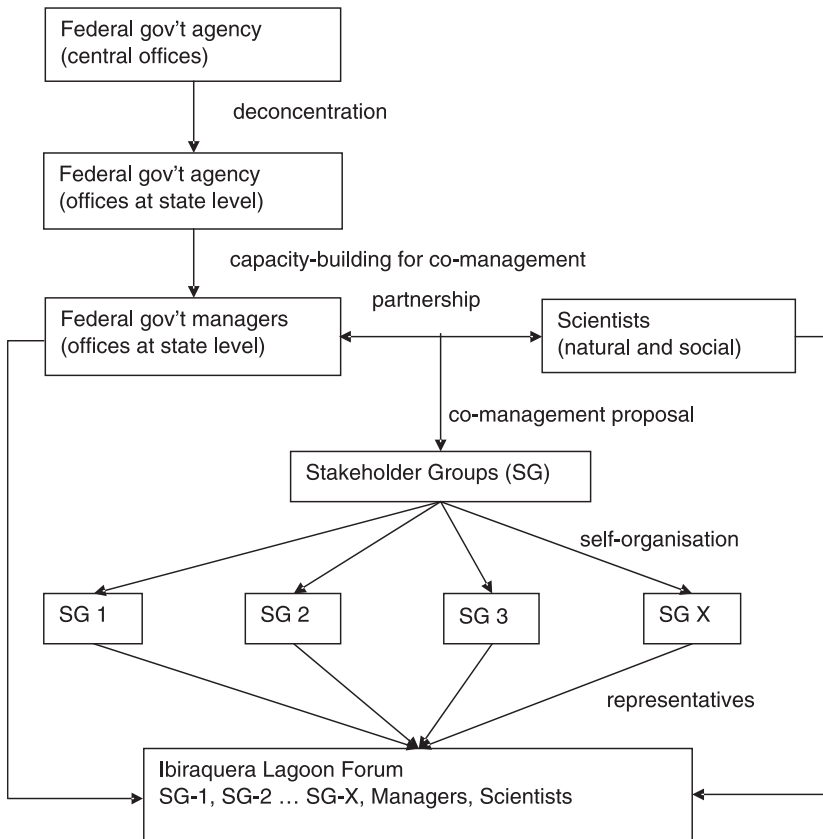 Federal gov't agency
(central offices)
deconcentration
Federal gov't agency
(offices at state level)
capacity-building for co-management
partnership
Federal gov't managers
(offices at state level)
Scientists
(natural and social)
co-management proposal
Stakeholder Groups (SG)
self-organisation
SG 1
SG 2
SG 3
SG X
representatives
Ibiraquera Lagoon Forum
SG-1, SG-2 ... SG-X, Managers, Scientists